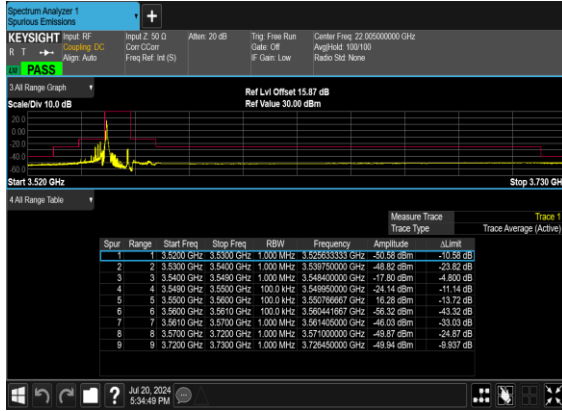 Spectrum Analyzer 1
Spurious Emissions
+
KEYSIGHT Input: RF Input Z: 50 Ω Atten: 20 dB Trig: Free Run Center Freq: 22.005000000 GHz
R T Coupling: DC Corr CCorr Gate: Off Avg|Hold: 100/100
Align: Auto Freq Ref: Int (S) IF Gain: Low Radio Std: None
PASS
3 All Range Graph
Ref Lvl Offset 15.87 dB
Scale/Div 10.0 dB Ref Value 30.00 dBm
20.0
0.00
-20.0
-40.0
-60.0
Start 3.520 GHz Stop 3.730 GH
4 All Range Table
Measure Trace Trace 1
Trace Type Trace Average (Active)
Spur Range Start Freq Stop Freq RBW Frequency Amplitude ΔLimit
1 1 3.5200 GHz 3.5300 GHz 1.000 MHz 3.525633333 GHz -50.58 dBm -10.58 dB
2 2 3.5300 GHz 3.5400 GHz 1.000 MHz 3.539750000 GHz -48.82 dBm -23.82 dB
3 3 3.5400 GHz 3.5490 GHz 1.000 MHz 3.548400000 GHz -17.80 dBm -4.800 dB
4 4 3.5490 GHz 3.5500 GHz 100.0 kHz 3.549950000 GHz -24.14 dBm -11.14 dB
5 5 3.5500 GHz 3.5600 GHz 100.0 kHz 3.550766667 GHz 16.28 dBm -13.72 dB
6 6 3.5600 GHz 3.5610 GHz 100.0 kHz 3.560441667 GHz -56.32 dBm -43.32 dB
7 7 3.5610 GHz 3.5700 GHz 1.000 MHz 3.561405000 GHz -46.03 dBm -33.03 dB
8 8 3.5700 GHz 3.7200 GHz 1.000 MHz 3.571000000 GHz -49.87 dBm -24.87 dB
9 9 3.7200 GHz 3.7300 GHz 1.000 MHz 3.726450000 GHz -49.94 dBm -9.937 dB
? Jul 20, 2024
5:34:49 PM